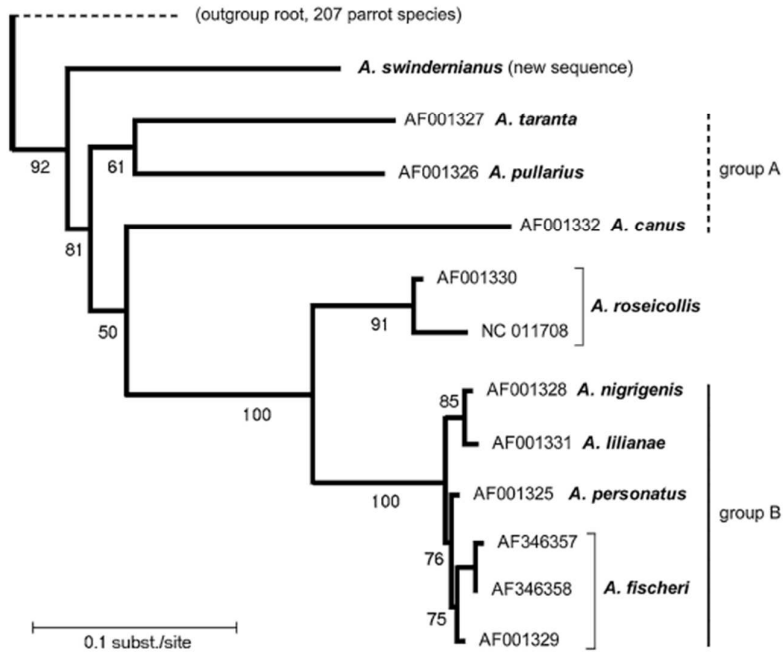 (outgroup root, 207 parrot species)
A. swindernianus (new sequence)
92
AF001327 A. taranta
61
AF001326 A. pullarius
group A
AF001332 A. canus
81
AF001330
50
91
A. roseicollis
NC 011708
AF001328 A. nigrigenis
85
100
AF001331 A. lilianae
100
AF001325 A. personatus
group B
AF346357
76
AF346358
A. fischeri
75
AF001329
0.1 subst./site